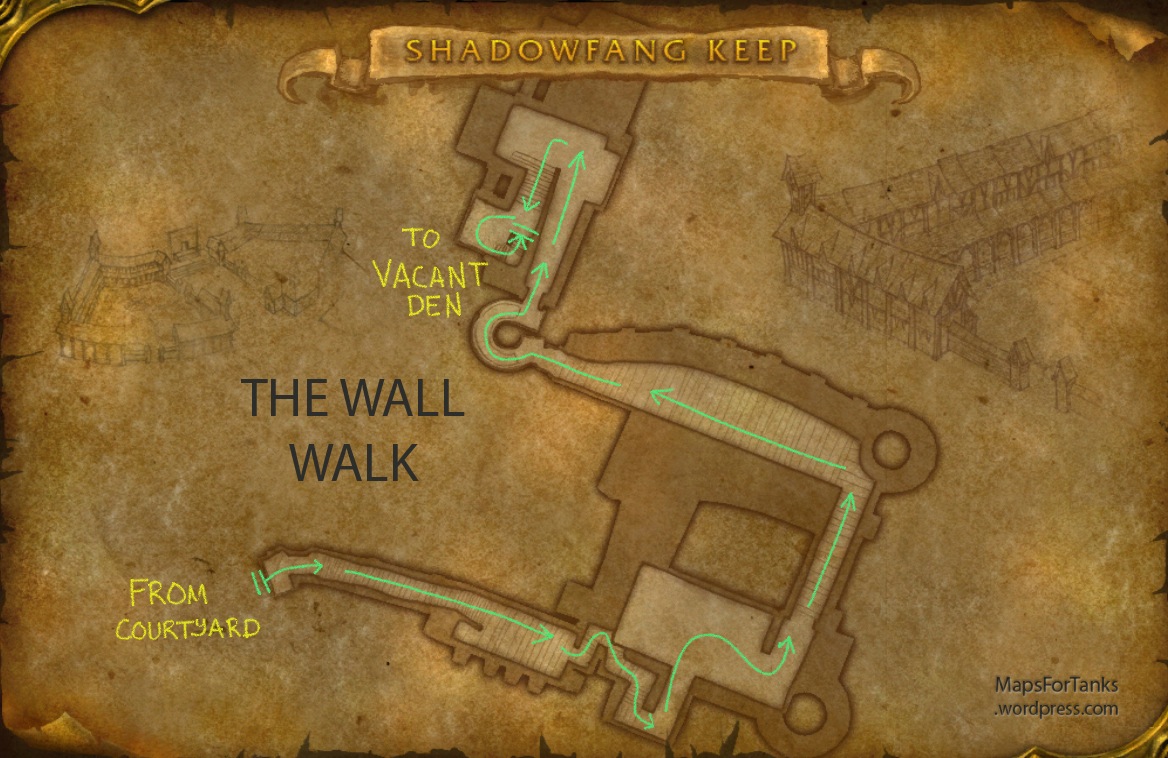 SHADOWFANG KEEP
TO
VACANT
DEN
THE WALL
WALK
FROM
COURTYARD
MapsForTanks
.wordpress.com